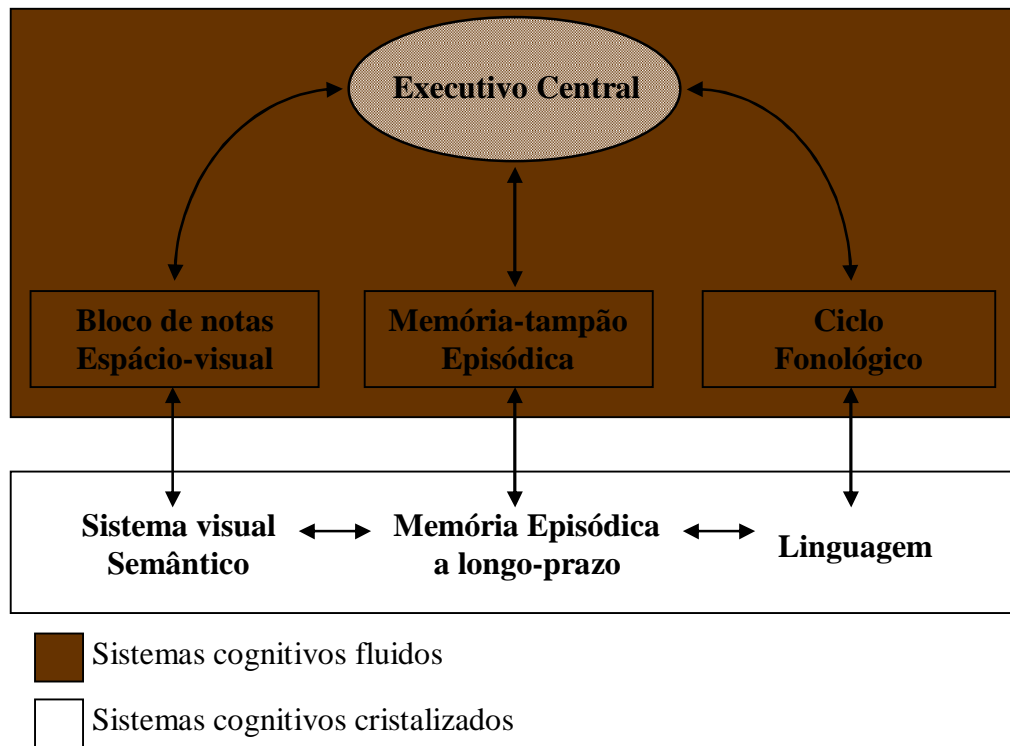 Executivo Central
Bloco de notas
Espácio-visual
Memória-tampão
Episódica
Ciclo
Fonológico
Sistema visual
Semântico
Memória Episódica
a longo-prazo
Linguagem
Sistemas cognitivos fluidos
Sistemas cognitivos cristalizados